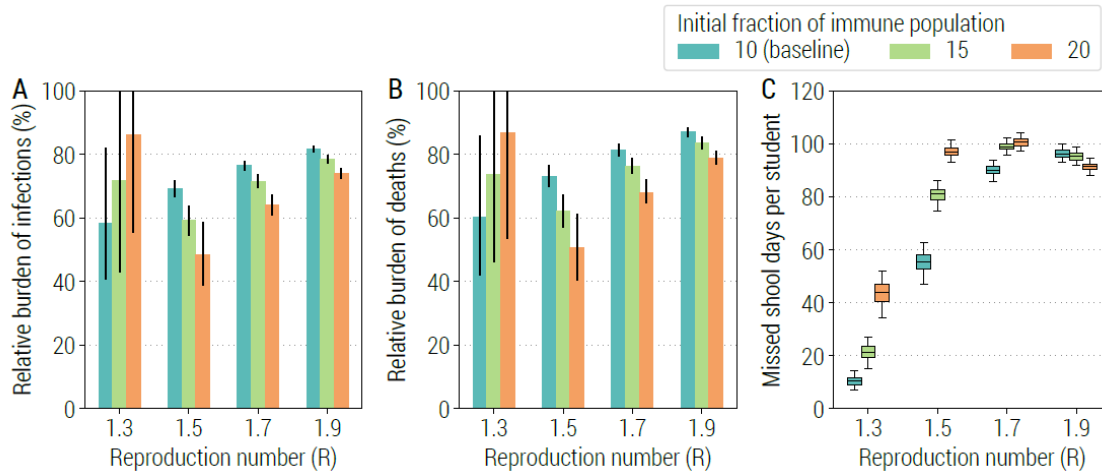 Initial fraction of immune population
10 (baseline) 15 20
A
Relative burden of infections (%)
100
80
60
40
20
0
1.3 1.5 1.7 1.9
Reproduction number (R)
B
Relative burden of deaths (%)
100
80
60
40
20
0
1.3 1.5 1.7 1.9
Reproduction number (R)
C
Missed shool days per student
120
100
80
60
40
20
0
1.3 1.5 1.7 1.9
Reproduction number (R)